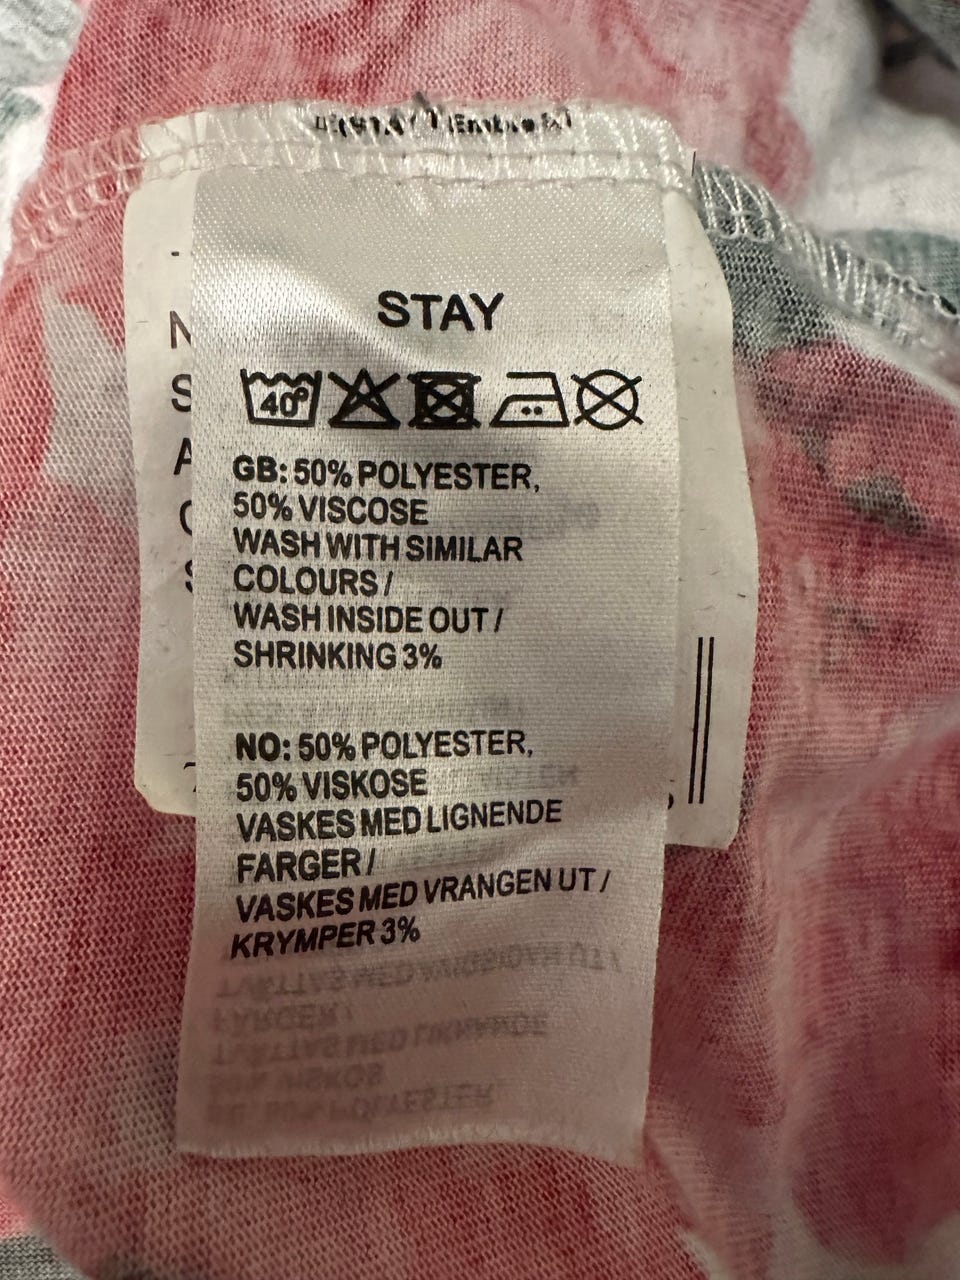 STAY
40°
GB: 50% POLYESTER,
50% VISCOSE
WASH WITH SIMILAR
COLOURS /
WASH INSIDE OUT /
SHRINKING 3%
NO: 50% POLYESTER,
50% VISKOSE
VASKES MED LIGNENDE
FARGER /
VASKES MED VRANGEN UT /
KRYMPER 3%